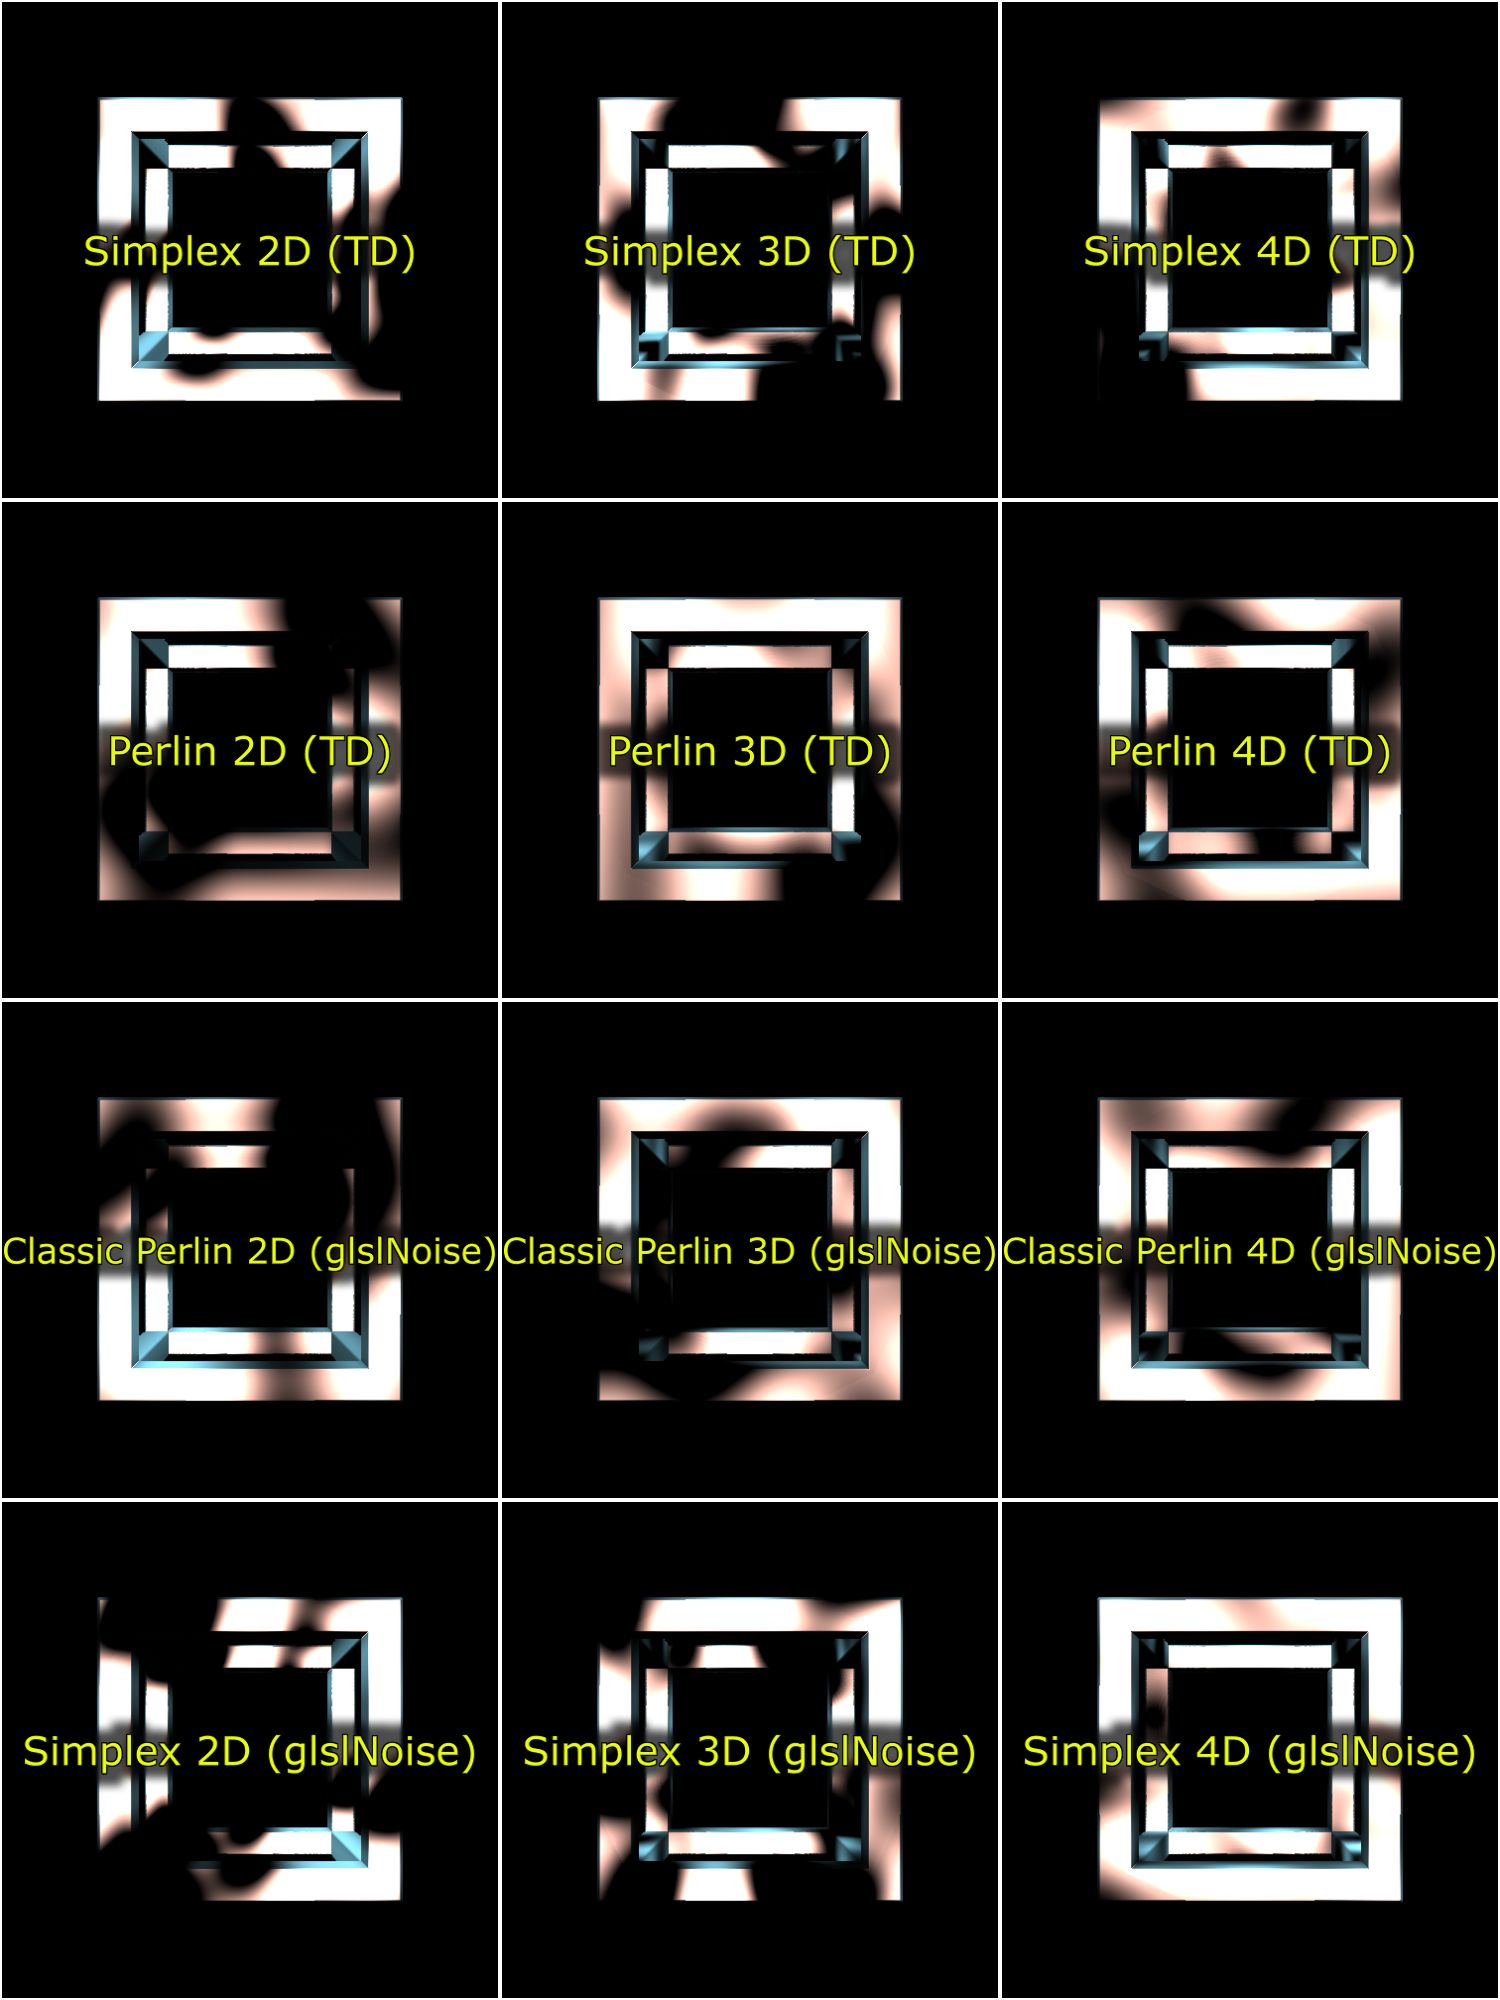 Simplex 2D (TD)
Simplex 3D (TD)
Simplex 4D (TD)
Perlin 2D (TD)
Perlin 3D (TD)
Perlin 4D (TD)
Classic Perlin 2D (glslNoise)
Classic Perlin 3D (glslNoise)
Classic Perlin 4D (glslNoise)
Simplex 2D (glslNoise)
Simplex 3D (glslNoise)
Simplex 4D (glslNoise)